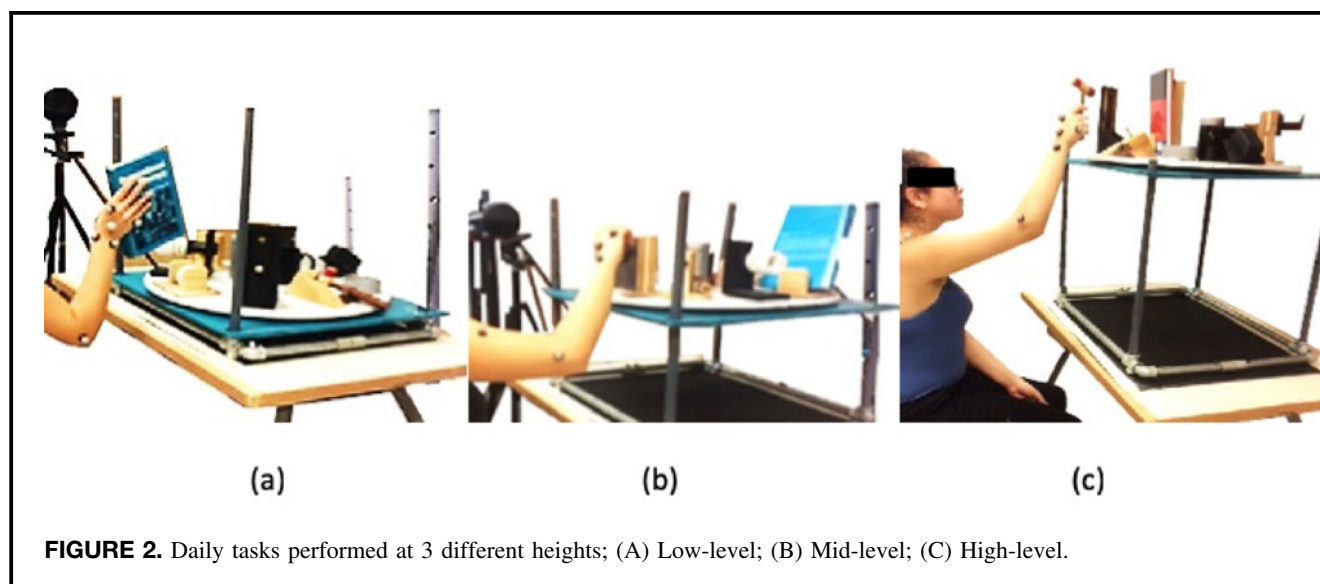 (a)
(b)
(c)
FIGURE 2. Daily tasks performed at 3 different heights; (A) Low-level; (B) Mid-level; (C) High-level.